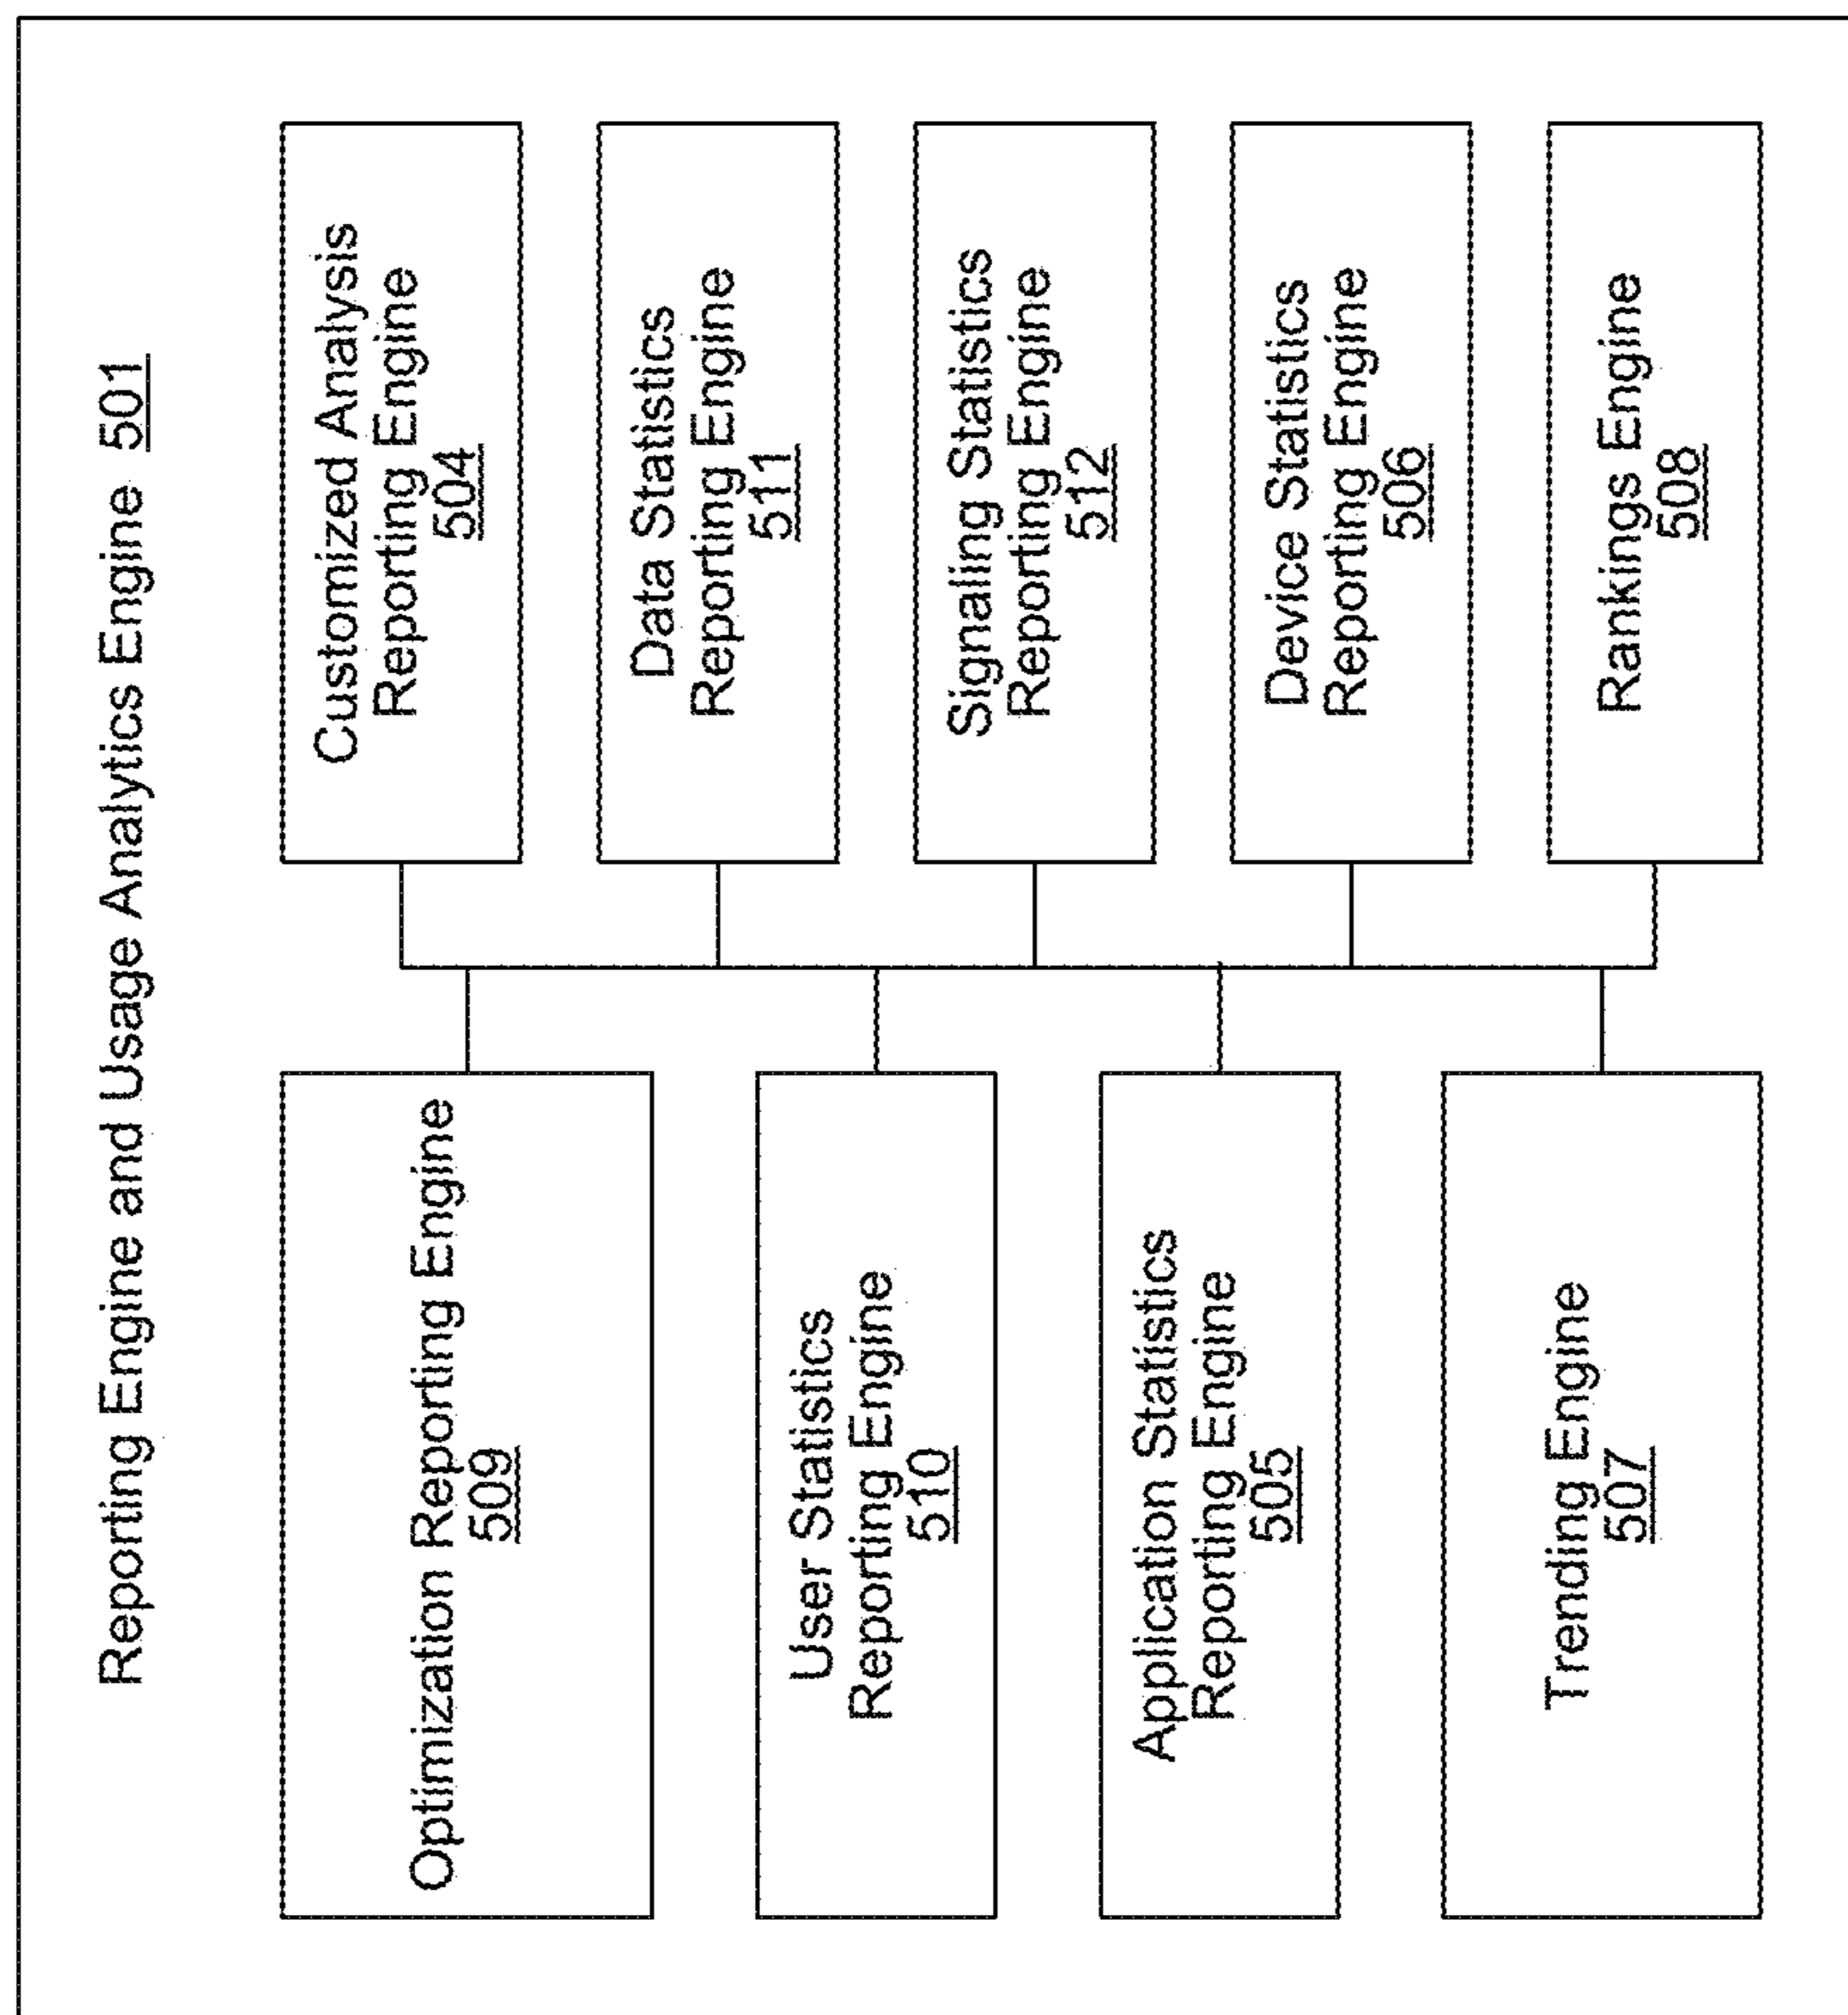 Reporting Engine and Usage Analytics Engine 501
Optimization Reporting Engine
509
User Statistics
Reporting Engine
510
Application Statistics
Reporting Engine
505
Trending Engine
507
Customized Analysis
Reporting Engine
504
Data Statistics
Reporting Engine
511
Signaling Statistics
Reporting Engine
512
Device Statistics
Reporting Engine
506
Rankings Engine
508